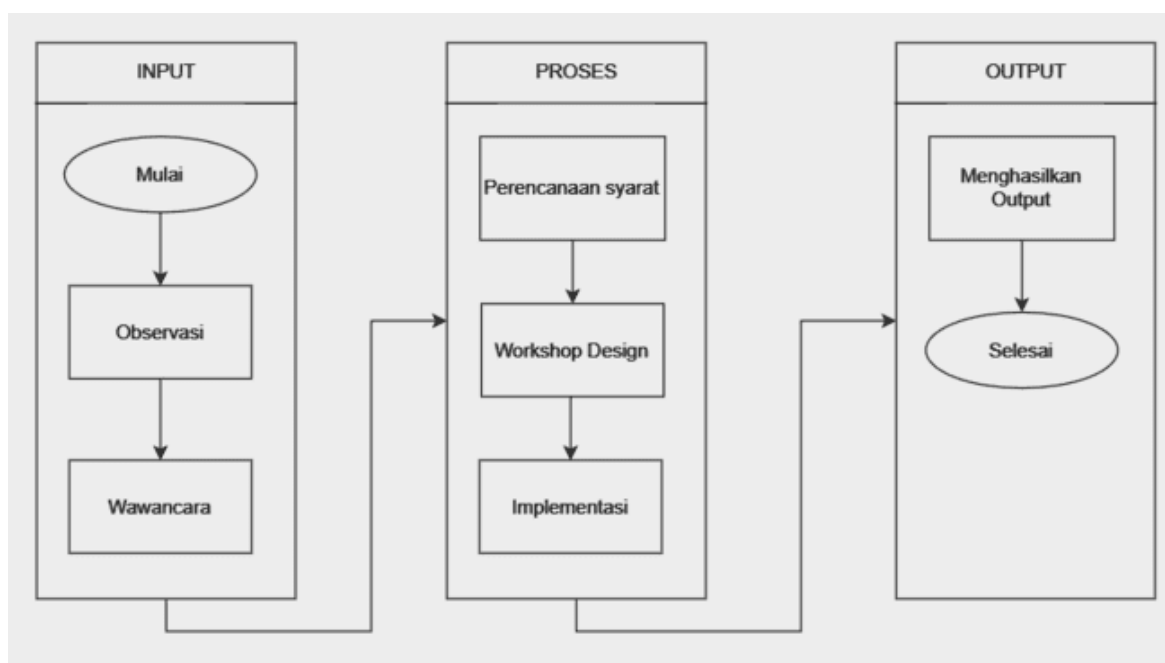 INPUT
Mulai
Observasi
Wawancara
PROSES
Perencanaan syarat
Workshop Design
Implementasi
OUTPUT
Menghasilkan
Output
Selesai